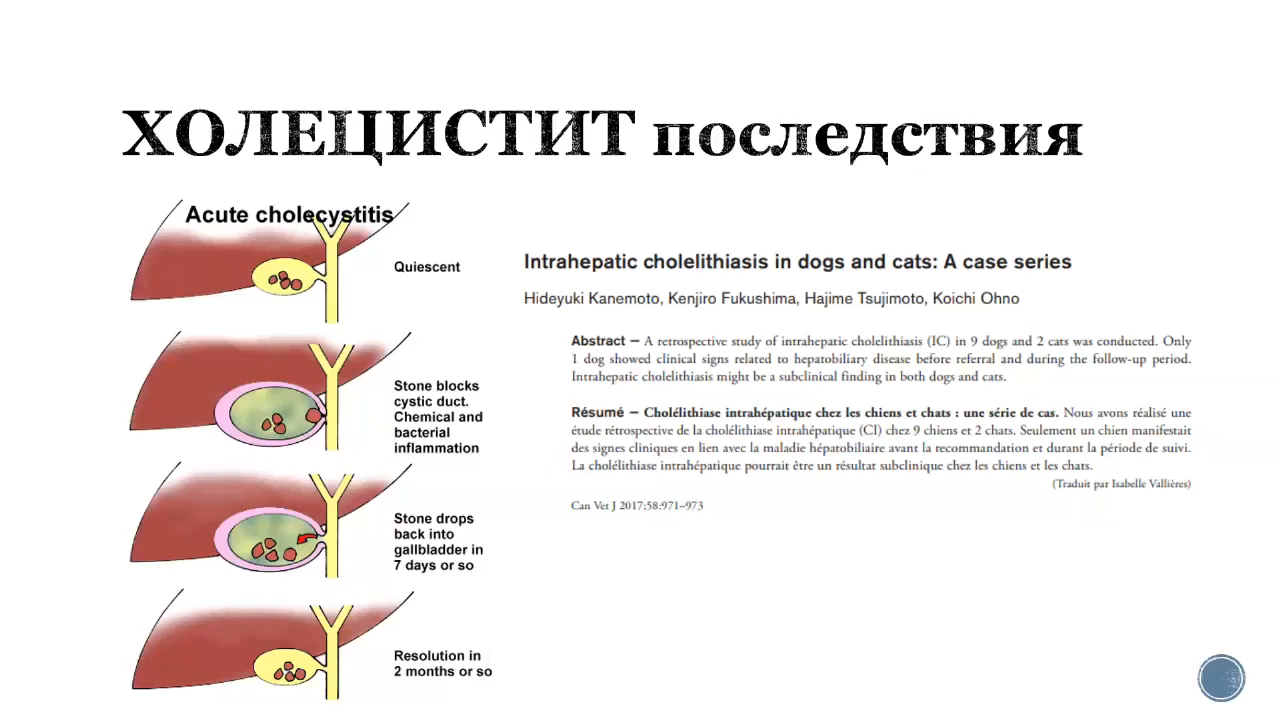 ХОЛЕЦИСТИТ последствия
Acute cholecystitis
Quiescent
Stone blocks
cystic duct.
Chemical and
bacterial
inflammation
Stone drops
back into
gallbladder in
7 days or so
Resolution in
2 months or so
Intrahepatic cholelithiasis in dogs and cats: A case series
Hideyuki Kanemoto, Kenjiro Fukushima, Hajime Tsujimoto, Koichi Ohno
Abstract — A retrospective study of intrahepatic cholelithiasis (IC) in 9 dogs and 2 cats was conducted. Only
1 dog showed clinical signs related to hepatobiliary disease before referral and during the follow-up period.
Intrahepatic cholelithiasis might be a subclinical finding in both dogs and cats.
Résumé — Cholélithiase intrahépatique chez les chiens et chats : une série de cas. Nous avons réalisé une
étude rétrospective de la cholélithiase intrahépatique (CI) chez 9 chiens et 2 chats. Seulement un chien manifestait
des signes cliniques en lien avec la maladie hépatobiliaire avant la recommandation et durant la période de suivi.
La cholélithiase intrahépatique pourrait être un résultat subclinique chez les chiens et les chats.
(Traduit par Isabelle Vallières)
Can Vet J 2017;58:971–973